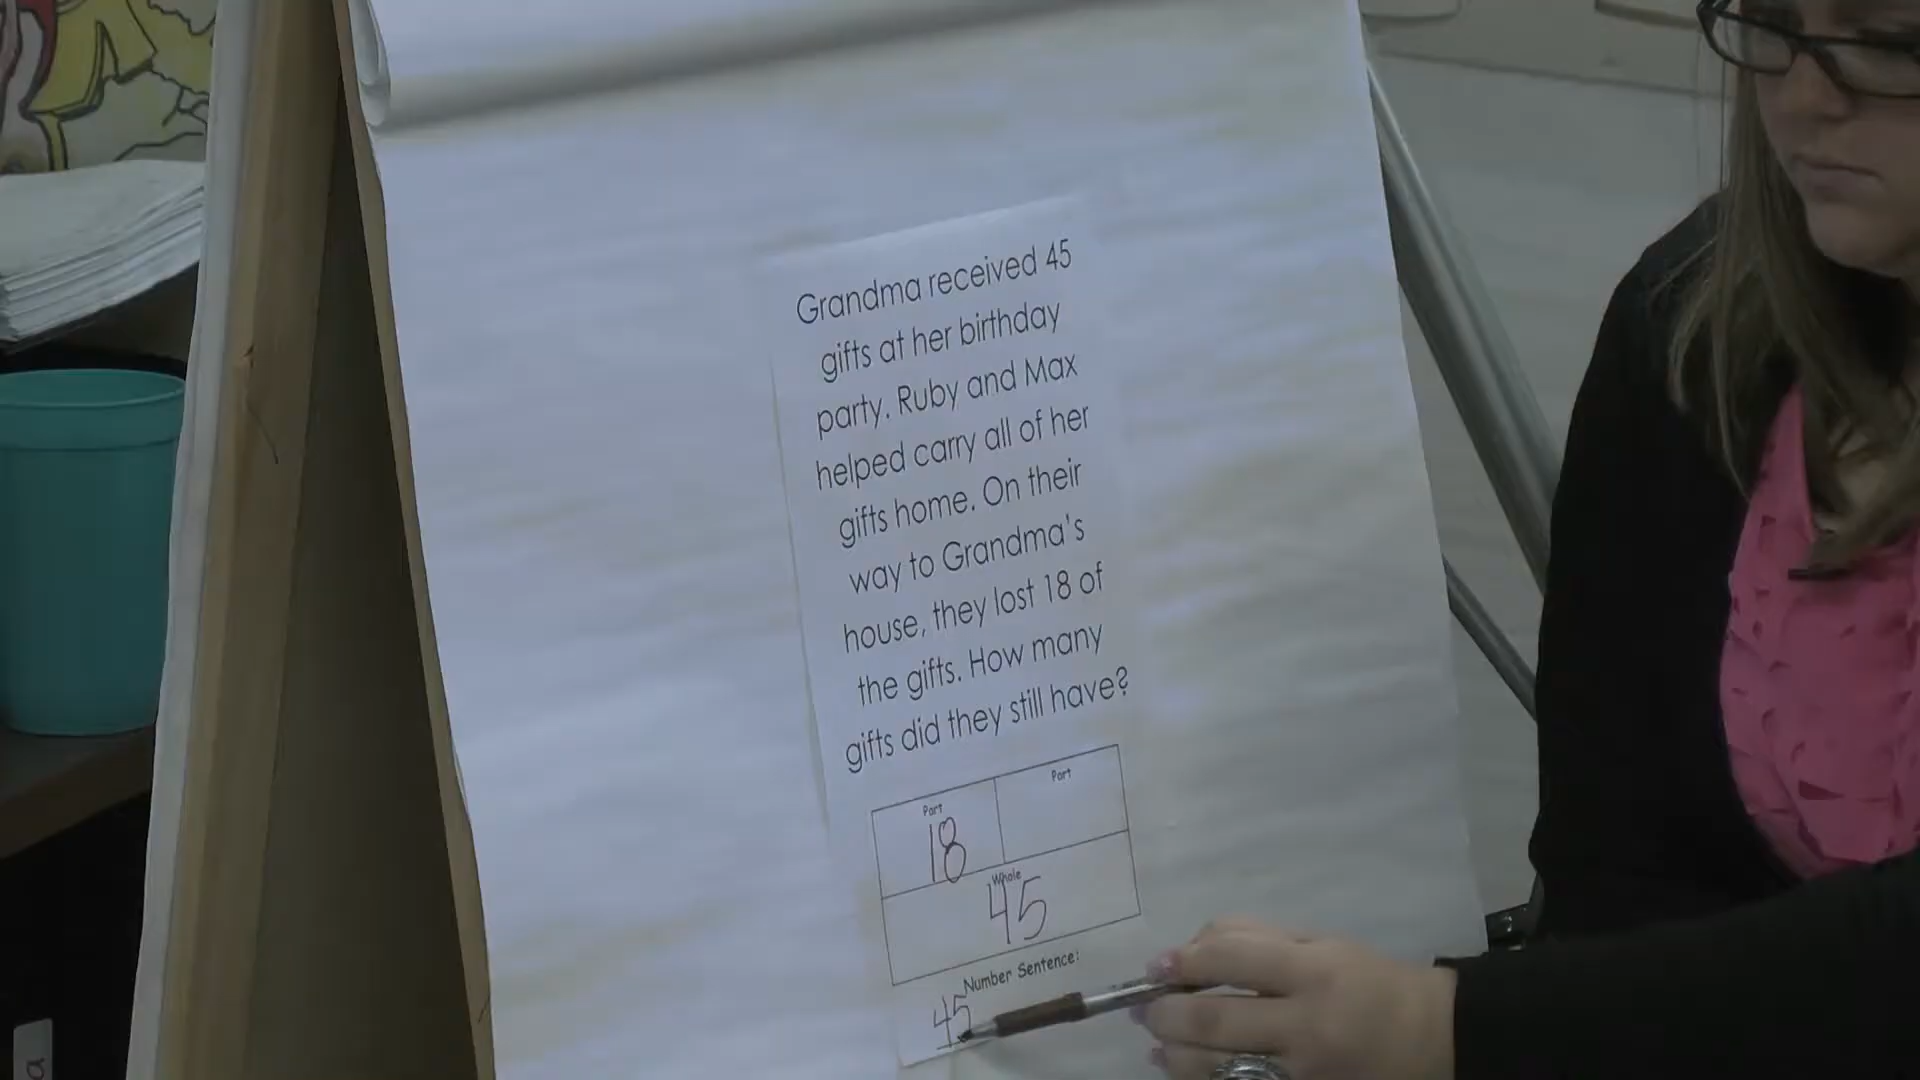 Grandma received 45
gifts at her birthday
party. Ruby and Max
helped carry all of her
gifts home. On their
way to Grandma's
house, they lost 18 of
the gifts. How many
gifts did they still have?
Part
Part
18
Whole
45
Number Sentence:
45
a